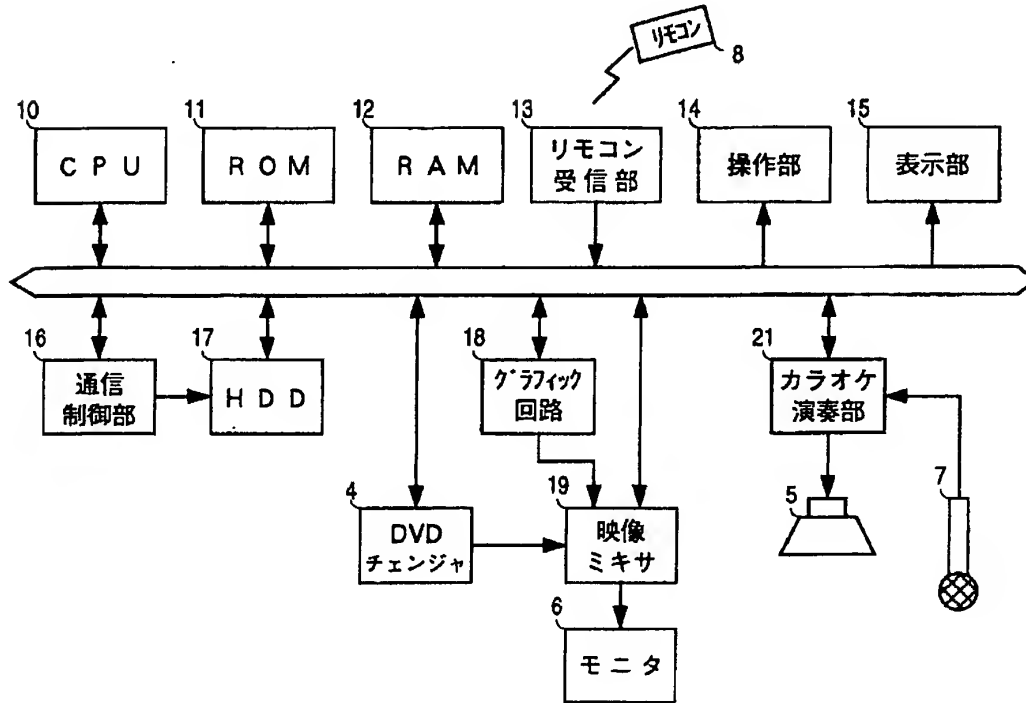 リモコン
8
10
CPU
11
ROM
12
RAM
13
リモコン
受信部
14
操作部
15
表示部
16
通信
制御部
17
HDD
18
グラフィック
回路
21
カラオケ
演奏部
4
DVD
チェンジャ
19
映像
ミキサ
5
7
6
モニタ